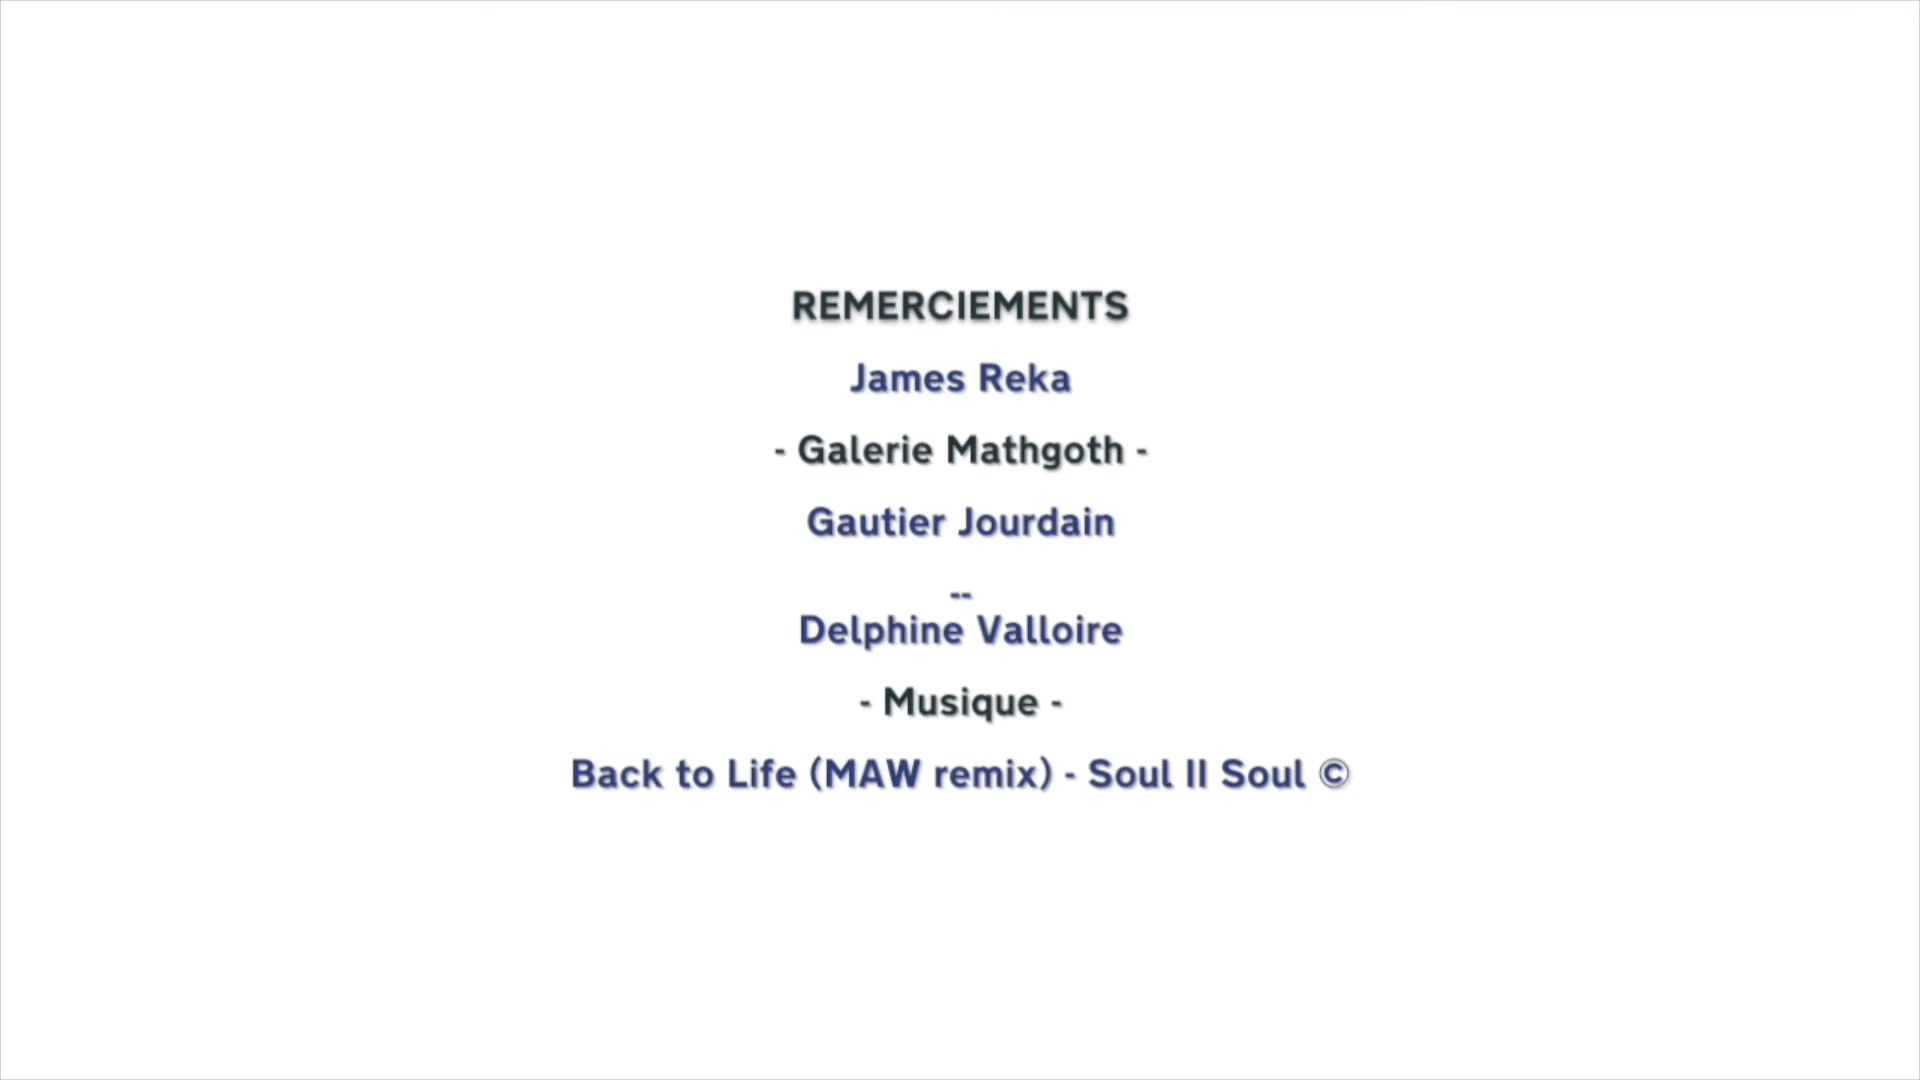 REMERCIEMENTS
James Reka
- Galerie Mathgoth -
Gautier Jourdain
--
Delphine Valloire
- Musique -
Back to Life (MAW remix) - Soul II Soul ©